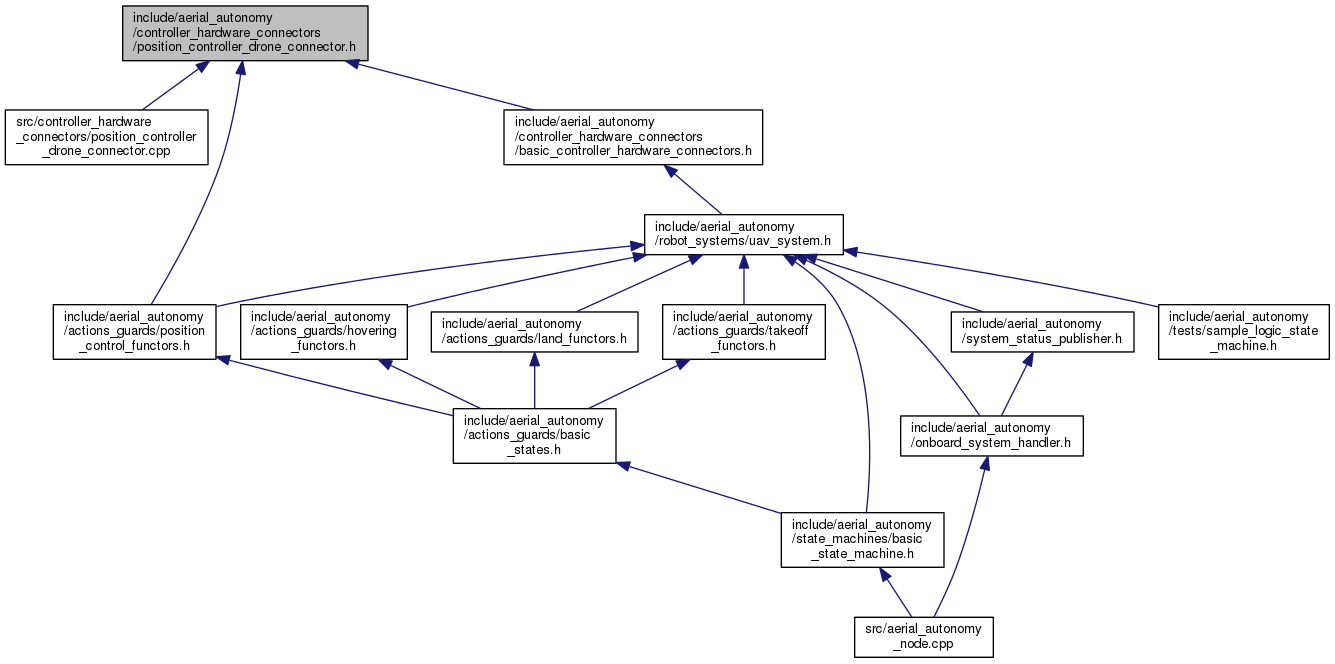 include/aerial_autonomy
/controller_hardware_connectors
/position_controller_drone_connector.h
src/controller_hardware
_connectors/position_controller
_drone_connector.cpp
include/aerial_autonomy
/controller_hardware_connectors
/basic_controller_hardware_connectors.h
include/aerial_autonomy
/robot_systems/uav_system.h
include/aerial_autonomy
/actions_guards/position
_control_functors.h
include/aerial_autonomy
/actions_guards/hovering
_functors.h
include/aerial_autonomy
/actions_guards/land_functors.h
include/aerial_autonomy
/actions_guards/takeoff
_functors.h
include/aerial_autonomy
/system_status_publisher.h
include/aerial_autonomy
/tests/sample_logic_state
_machine.h
include/aerial_autonomy
/actions_guards/basic
_states.h
include/aerial_autonomy
/onboard_system_handler.h
include/aerial_autonomy
/state_machines/basic
_state_machine.h
src/aerial_autonomy
_node.cpp